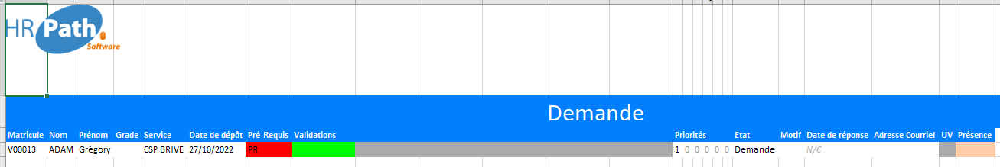 HR Path.
Software
Demande
Matricule Nom Prénom Grade Service Date de dépôt Pré-Requis Validations Priorités Etat Motif Date de réponse Adresse Courriel UV Présence
V00013 ADAM Grégory CSP BRIVE 27/10/2022 PR 1 0 0 0 0 0 Demande N/C